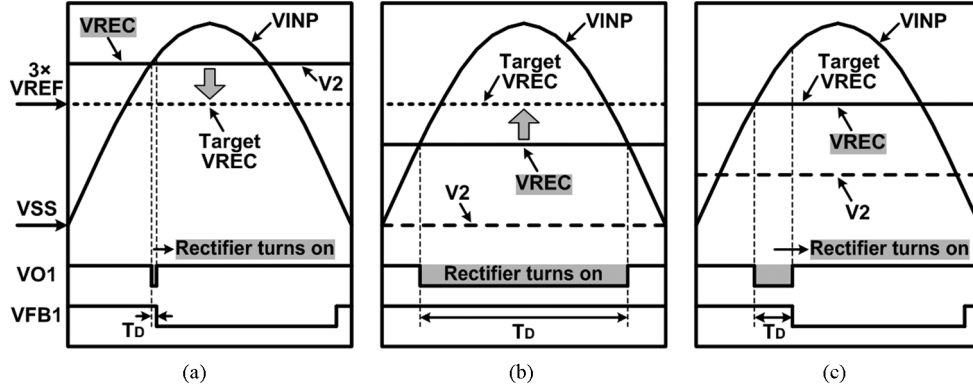 VREC
VINP
3×
VREF
V2
Target
VREC
VSS
Rectifier turns on
VO1
VFB1
TD
(a)
VINP
Target
VREC
VREC
V2
Rectifier turns on
TD
(b)
VINP
Target
VREC
VREC
V2
Rectifier turns on
TD
(c)